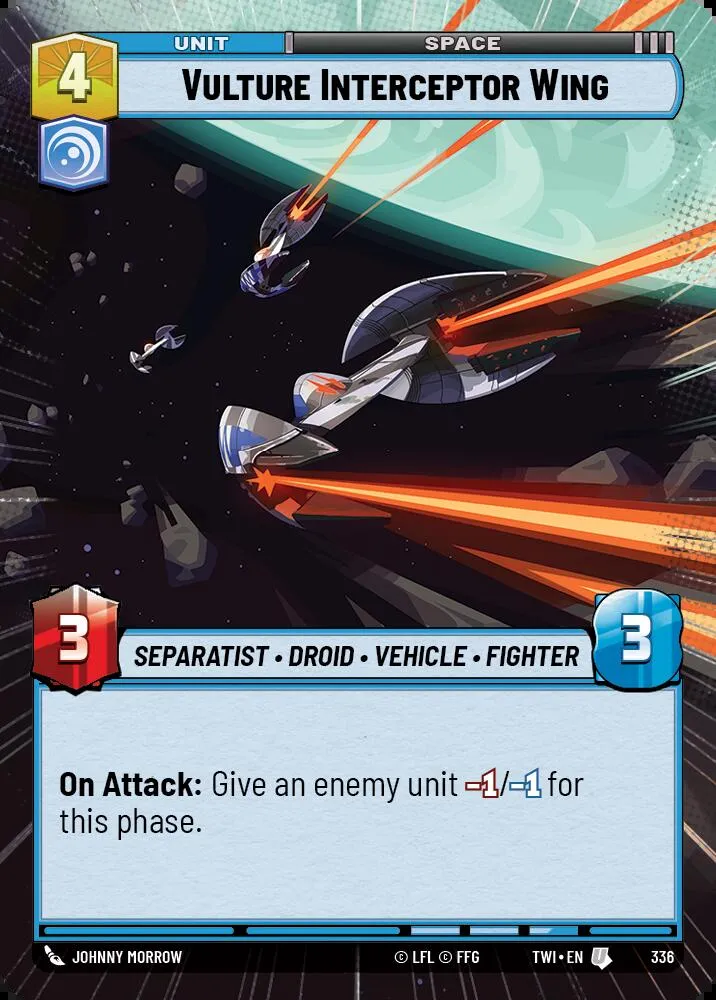 UNIT
SPACE
4
VULTURE INTERCEPTOR WING
3
SEPARATIST • DROID • VEHICLE • FIGHTER
3
On Attack: Give an enemy unit -1/-1 for
this phase.
JOHNNY MORROW
© LFL © FFG
TWI • EN
U
336